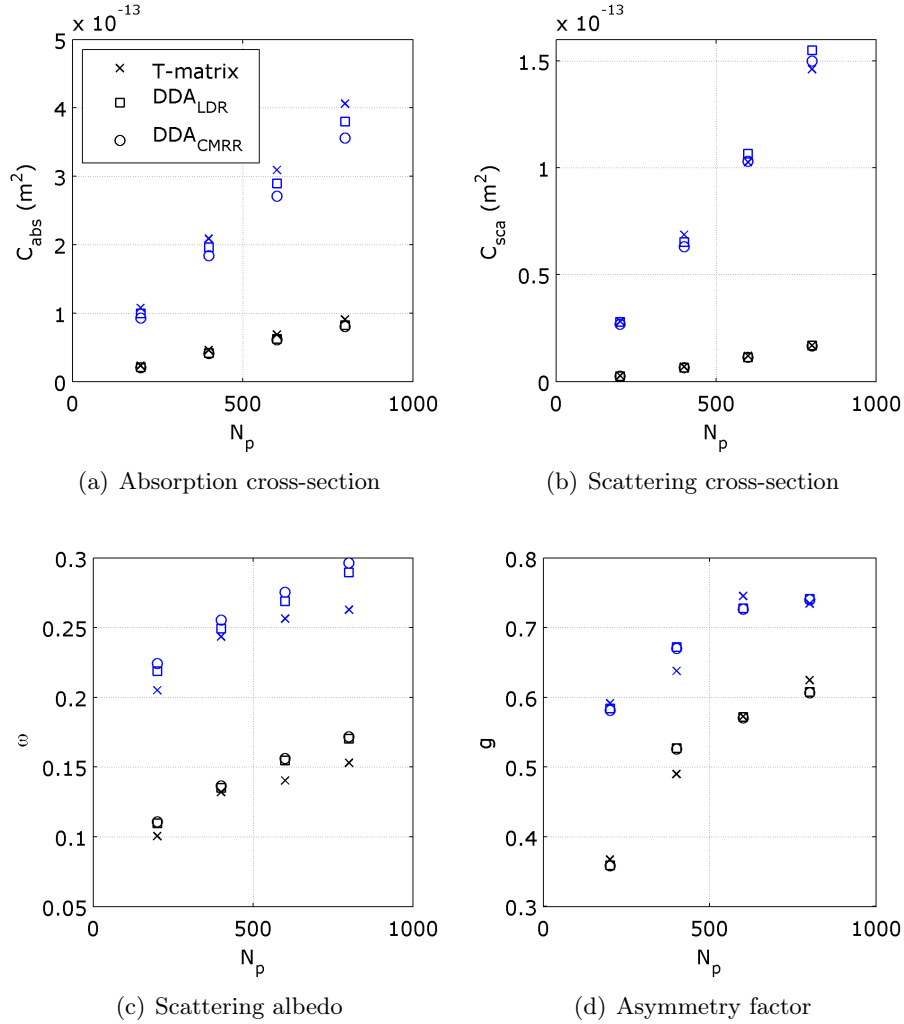 x 10⁻¹³
5
4
3
2
1
0
C_abs (m²)
T-matrix
DDA_LDR
DDA_CMRR
0 500 1000
N_p
(a) Absorption cross-section
x 10⁻¹³
1.5
1
0.5
0
C_sca (m²)
0 500 1000
N_p
(b) Scattering cross-section
0.3
0.25
0.2
0.15
0.1
0.05
ω
0 500 1000
N_p
(c) Scattering albedo
0.8
0.7
0.6
0.5
0.4
0.3
g
0 500 1000
N_p
(d) Asymmetry factor